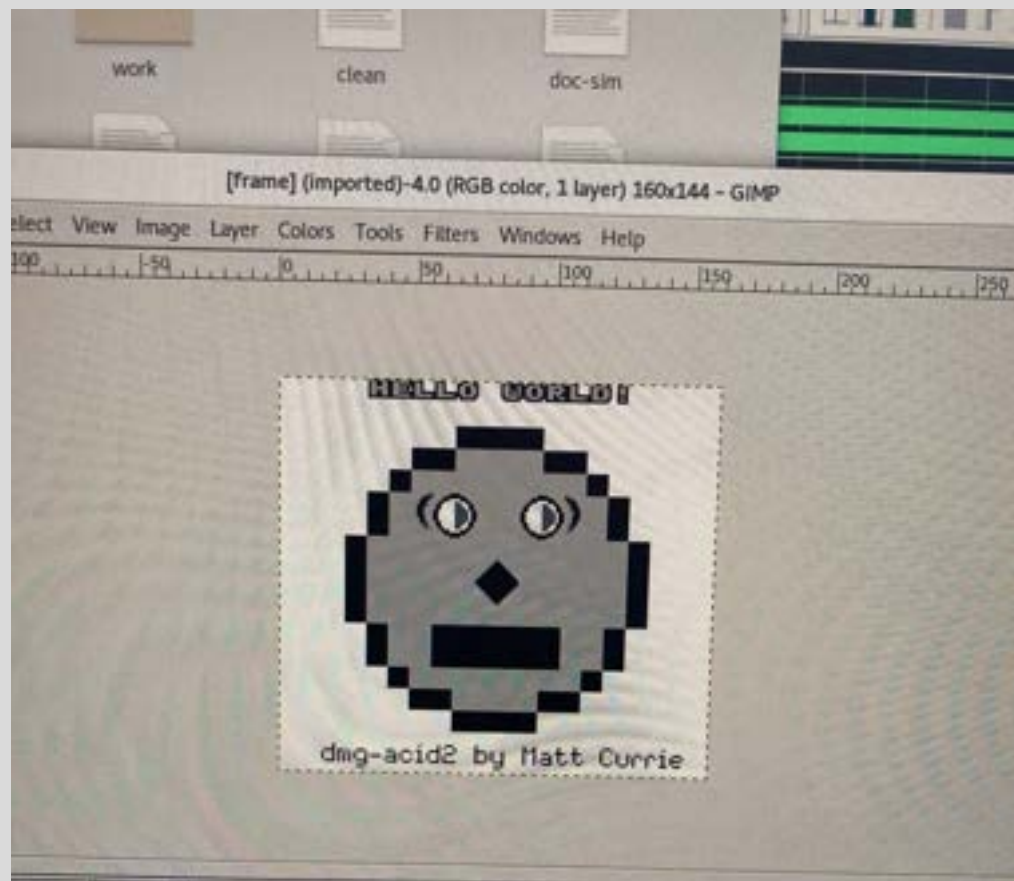 work
clean
doc-sim
[frame] (imported)-4.0 (RGB color, 1 layer) 160x144 – GIMP
elect View Image Layer Colors Tools Filters Windows Help
100 -50 0 50 100 150 200 250
HELLO WORLD!
dmg-acid2 by Matt Currie